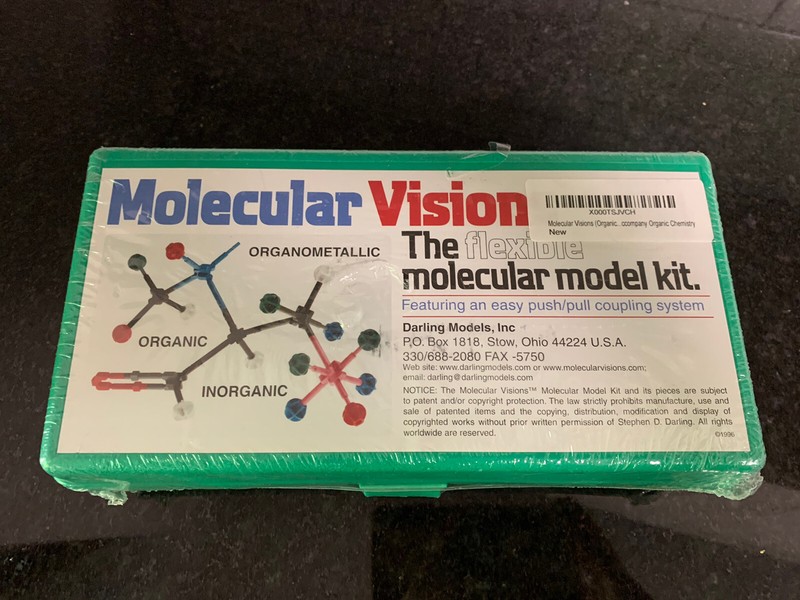 Molecular Vision
X000TSJVCH
Molecular Visions (Organic, ..ocompany Organic Chemistry
New
The flexible
molecular model kit.
Featuring an easy push/pull coupling system
ORGANOMETALLIC
ORGANIC
INORGANIC
Darling Models, Inc
P.O. Box 1818, Stow, Ohio 44224 U.S.A.
330/688-2080 FAX -5750
Web site: www.darlingmodels.com or www.molecularvisions.com;
email: darling@darlingmodels.com
NOTICE: The Molecular Visions™ Molecular Model Kit and its pieces are subject
to patent and/or copyright protection. The law strictly prohibits manufacture, use and
sale of patented items and the copying, distribution, modification and display of
copyrighted works without prior written permission of Stephen D. Darling. All rights
worldwide are reserved.
©1996